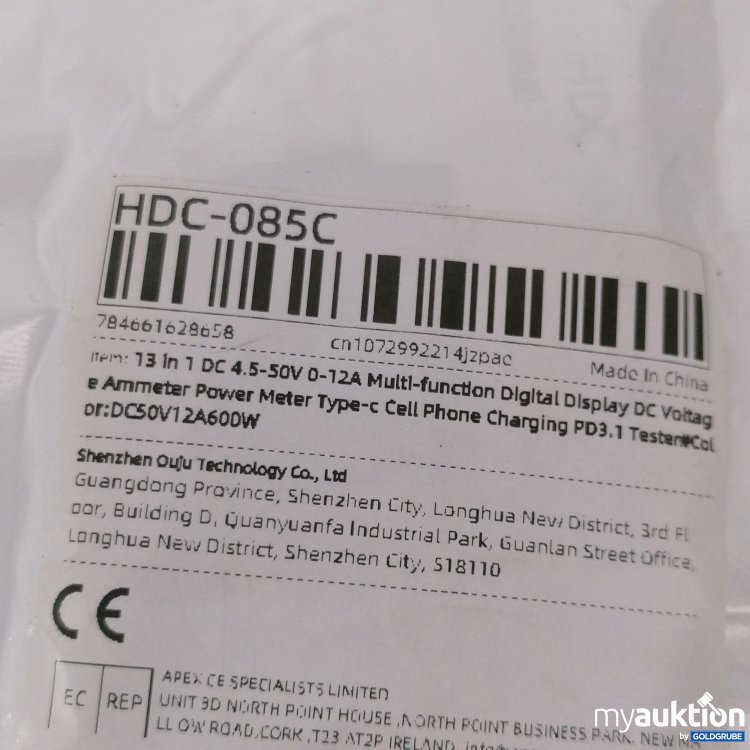 HDC-085C
784661628658 cn1072992214jzpae Made In China
Item: 13 In 1 DC 4.5-50V 0-12A Multi-function Digital Display DC Voltag
e Ammeter Power Meter Type-c Cell Phone Charging PD3.1 Tester#Col
or:DC50V12A600W
Shenzhen Ouju Technology Co., Ltd
Guangdong Province, Shenzhen City, Longhua New District, 3rd Fl
oor, Building D, Quanyuanfa Industrial Park, Guanlan Street Office,
Longhua New District, Shenzhen City, 518110
CE
EC REP
APEX CE SPECIALISTS LIMITED
UNIT 3D NORTH POINT HOUSE ,NORTH POINT BUSINESS PARK, NEW
LL OW ROAD,CORK ,T23 AT2P IRELAND
myauktion
by GOLDGRUBE